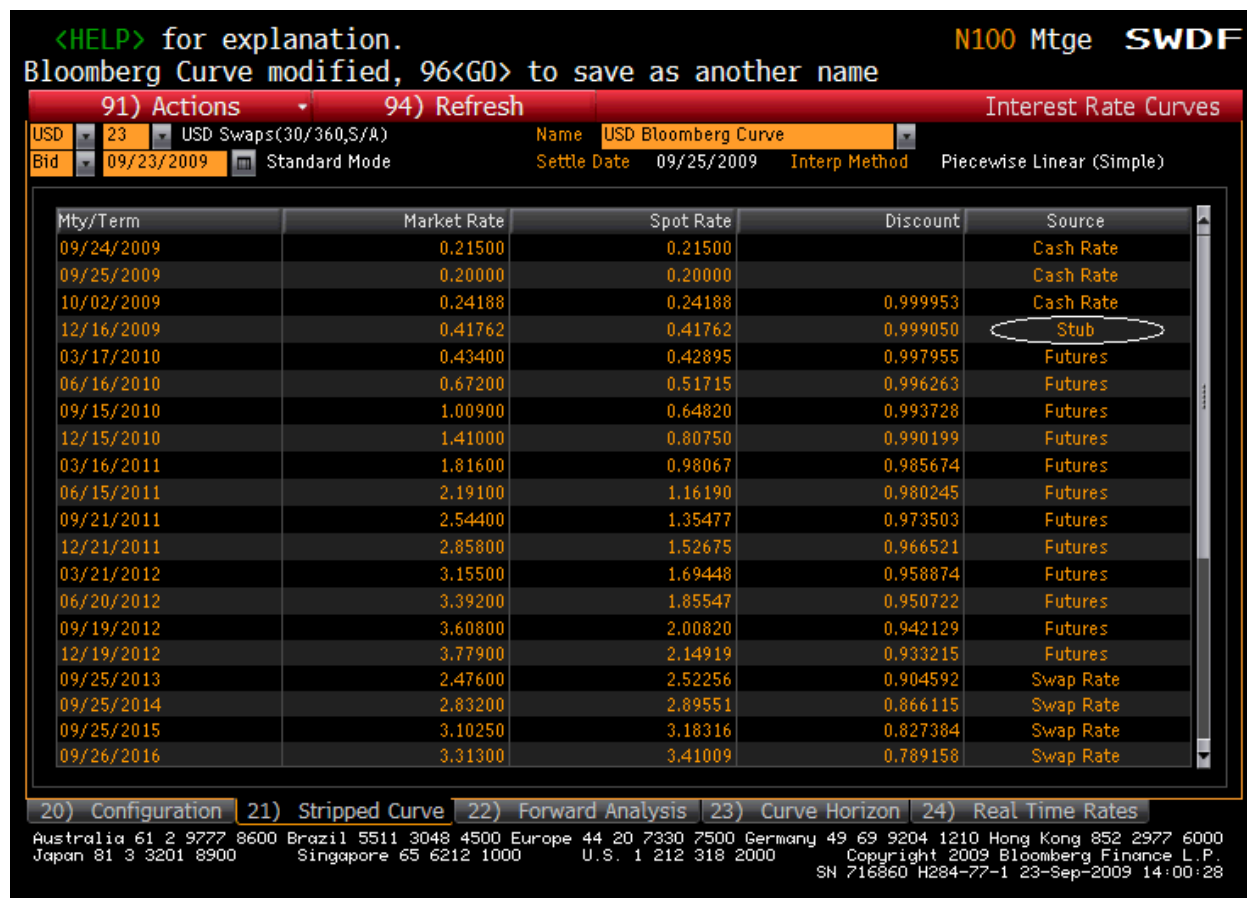 <HELP> for explanation. N100 Mtge SWDF
Bloomberg Curve modified, 96<GO> to save as another name
91) Actions 94) Refresh Interest Rate Curves
USD 23 USD Swaps(30/360,S/A) Name USD Bloomberg Curve
Bid 09/23/2009 Standard Mode Settle Date 09/25/2009 Interp Method Piecewise Linear (Simple)
Mty/Term Market Rate Spot Rate Discount Source
09/24/2009 0.21500 0.21500 Cash Rate
09/25/2009 0.20000 0.20000 Cash Rate
10/02/2009 0.24188 0.24188 0.999953 Cash Rate
12/16/2009 0.41762 0.41762 0.999050 Stub
03/17/2010 0.43400 0.42895 0.997955 Futures
06/16/2010 0.67200 0.51715 0.996263 Futures
09/15/2010 1.00900 0.64820 0.993728 Futures
12/15/2010 1.41000 0.80750 0.990199 Futures
03/16/2011 1.81600 0.98067 0.985674 Futures
06/15/2011 2.19100 1.16190 0.980245 Futures
09/21/2011 2.54400 1.35477 0.973503 Futures
12/21/2011 2.85800 1.52675 0.966521 Futures
03/21/2012 3.15500 1.69448 0.958874 Futures
06/20/2012 3.39200 1.85547 0.950722 Futures
09/19/2012 3.60800 2.00820 0.942129 Futures
12/19/2012 3.77900 2.14919 0.933215 Futures
09/25/2013 2.47600 2.52256 0.904592 Swap Rate
09/25/2014 2.83200 2.89551 0.866115 Swap Rate
09/25/2015 3.10250 3.18316 0.827384 Swap Rate
09/26/2016 3.31300 3.41009 0.789158 Swap Rate
20) Configuration 21) Stripped Curve 22) Forward Analysis 23) Curve Horizon 24) Real Time Rates
Australia 61 2 9777 8600 Brazil 5511 3048 4500 Europe 44 20 7330 7500 Germany 49 69 9204 1210 Hong Kong 852 2977 6000
Japan 81 3 3201 8900 Singapore 65 6212 1000 U.S. 1 212 318 2000 Copyright 2009 Bloomberg Finance L.P.
SN 716860 H284-77-1 23-Sep-2009 14:00:28